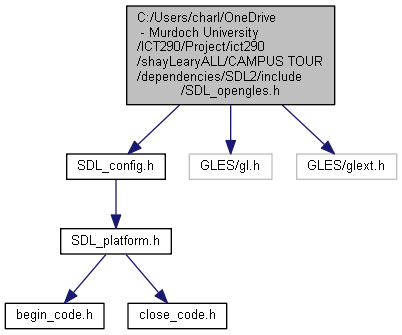 C:/Users/charl/OneDrive
- Murdoch University
/ICT290/Project/ict290
/shayLearyALL/CAMPUS TOUR
/dependencies/SDL2/include
/SDL_opengles.h
SDL_config.h
GLES/gl.h
GLES/glext.h
SDL_platform.h
begin_code.h
close_code.h